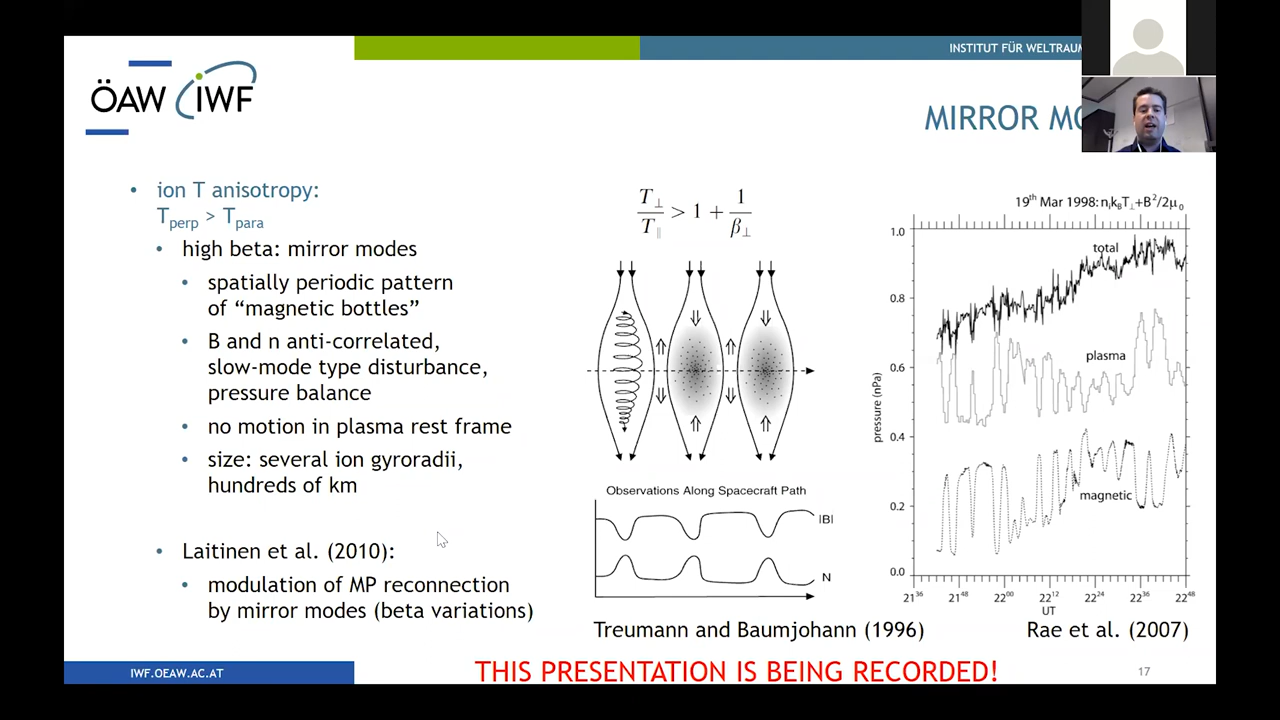 INSTITUT FÜR WELTRAUM
ÖAW IWF
MIRROR MO
• ion T anisotropy:
T_perp > T_para
• high beta: mirror modes
• spatially periodic pattern
of “magnetic bottles”
• B and n anti-correlated,
slow-mode type disturbance,
pressure balance
• no motion in plasma rest frame
• size: several ion gyroradii,
hundreds of km
• Laitinen et al. (2010):
• modulation of MP reconnection
by mirror modes (beta variations)
T⊥/T∥ > 1 + 1/β⊥
Observations Along Spacecraft Path
|B|
N
Treumann and Baumjohann (1996)
19th Mar 1998: nᵢk_BT⊥+B²/2μ₀
1.0
total
0.8
plasma
0.6
pressure (nPa)
0.4
magnetic
0.2
0.0
21³⁶ 21⁴⁸ 22⁰⁰ 22¹² 22²⁴ 22³⁶ 22⁴⁸
UT
Rae et al. (2007)
IWF.OEAW.AC.AT
THIS PRESENTATION IS BEING RECORDED!
17